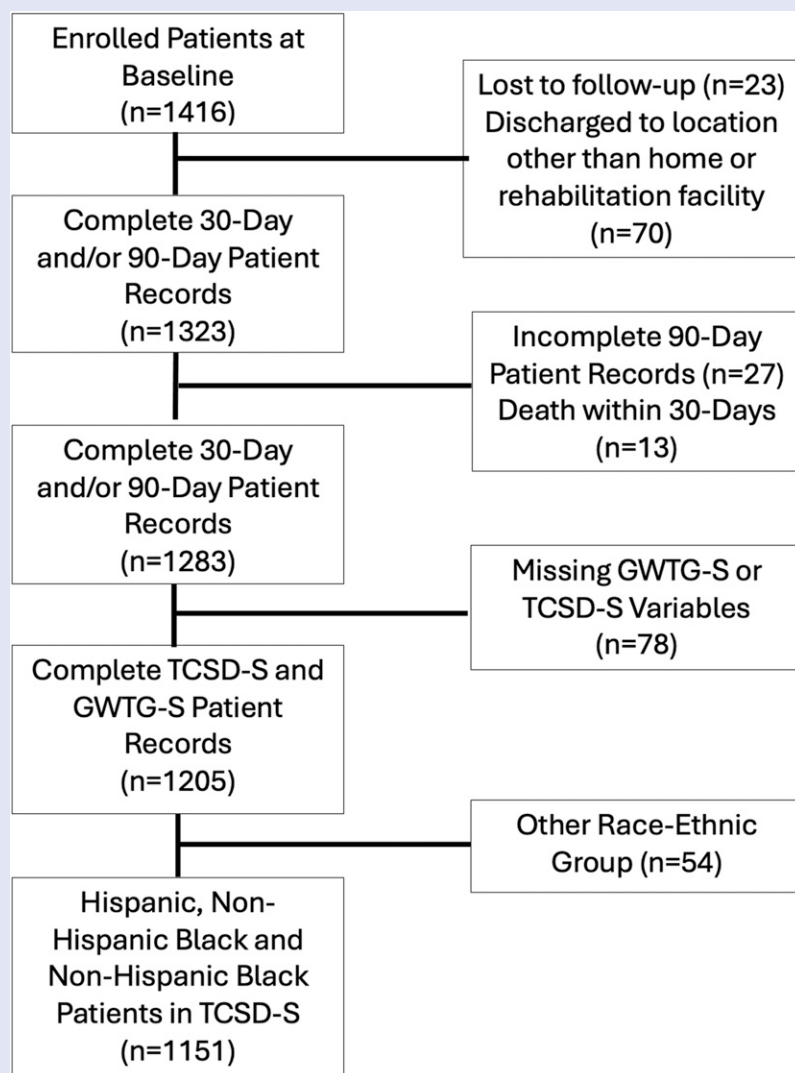 Enrolled Patients at
Baseline
(n=1416)
Lost to follow-up (n=23)
Discharged to location
other than home or
rehabilitation facility
(n=70)
Complete 30-Day
and/or 90-Day Patient
Records
(n=1323)
Incomplete 90-Day
Patient Records (n=27)
Death within 30-Days
(n=13)
Complete 30-Day
and/or 90-Day Patient
Records
(n=1283)
Missing GWTG-S or
TCSD-S Variables
(n=78)
Complete TCSD-S and
GWTG-S Patient
Records
(n=1205)
Other Race-Ethnic
Group (n=54)
Hispanic, Non-
Hispanic Black and
Non-Hispanic Black
Patients in TCSD-S
(n=1151)